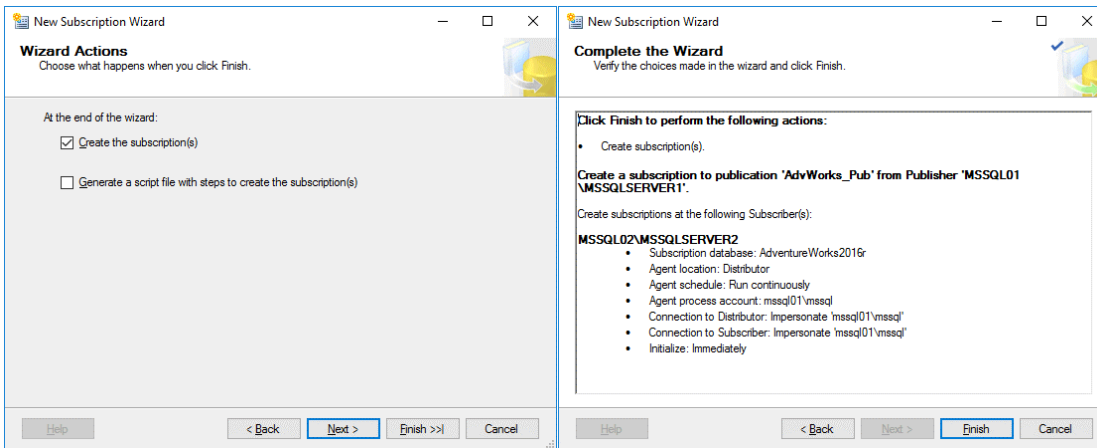 New Subscription Wizard
Wizard Actions
Choose what happens when you click Finish.
At the end of the wizard:
Create the subscription(s)
Generate a script file with steps to create the subscription(s)
Help
< Back
Next >
Finish >>|
Cancel
New Subscription Wizard
Complete the Wizard
Verify the choices made in the wizard and click Finish.
Click Finish to perform the following actions:
• Create subscription(s).
Create a subscription to publication 'AdvWorks_Pub' from Publisher 'MSSQL01
\MSSQLSERVER1'.
Create subscriptions at the following Subscriber(s):
MSSQL02\MSSQLSERVER2
• Subscription database: AdventureWorks2016r
• Agent location: Distributor
• Agent schedule: Run continuously
• Agent process account: mssql01\mssql
• Connection to Distributor: Impersonate 'mssql01\mssql'
• Connection to Subscriber: Impersonate 'mssql01\mssql'
• Initialize: Immediately
Help
< Back
Next >
Finish
Cancel